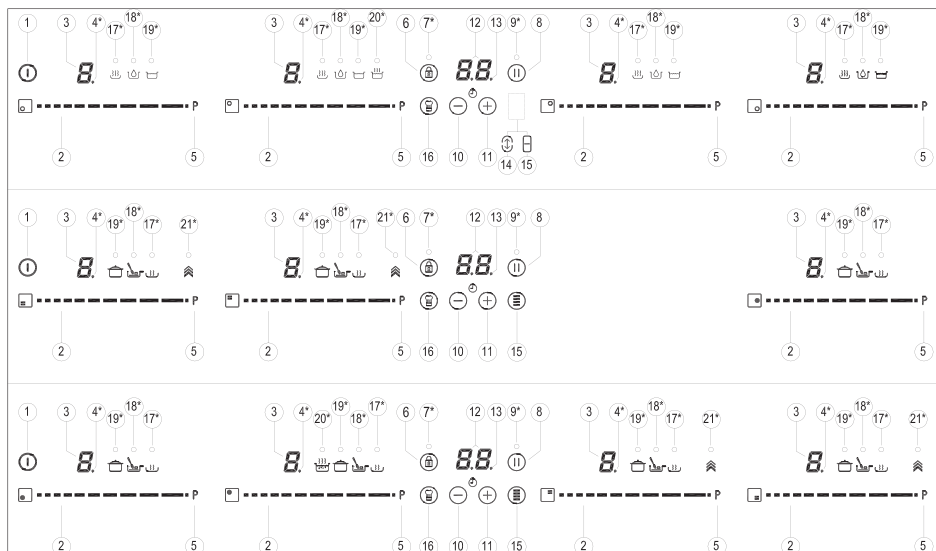 18* 18* 20* 18* 18*
1 3 4* 17* 19* 3 4* 17* 19* 6 7* 12 13 9* 8 3 4* 17* 19* 3 4* 17* 19*
8. 8. 8.8. 8. 8.
P P P P
2 5 2 5 16 10 11 14 15 2 5 2 5
18* 18* 18*
1 3 4* 19* 17* 21* 3 4* 19* 17* 21* 6 7* 12 13 9* 8 3 4* 19* 17*
8. 8. 8.8. 8.
P P P
2 5 2 5 16 10 11 15 2 5
18* 19* 17* 18* 18*
1 3 4* 19* 17* 3 4* 20* 18* 6 7* 12 13 9* 8 3 4* 19* 17* 21* 3 4* 19* 17* 21*
8. 8. 8.8. 8. 8.
P P P P
2 5 2 5 16 10 11 15 2 5 2 5